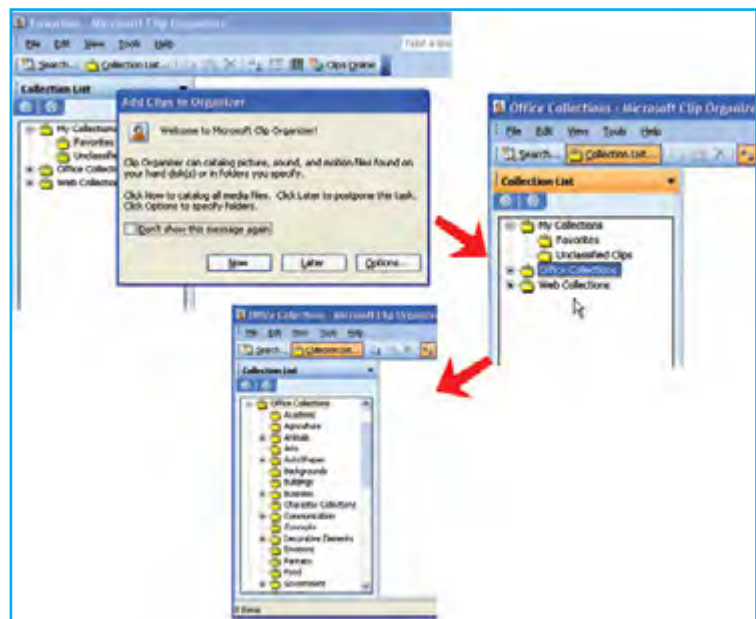 Favorites - Microsoft Clip Organizer
File Edit View Tools Help
Search... Collection List... Clips Online
Collection List
My Collections
Favorites
Unclassified
Office Collections
Web Collections
Add Clips to Organizer
Welcome to Microsoft Clip Organizer!
Clip Organizer can catalog picture, sound, and motion files found on
your hard disk(s) or in folders you specify.
Click Now to catalog all media files. Click Later to postpone this task.
Click Options to specify folders.
Don't show this message again
Now Later Options...
Office Collections - Microsoft Clip Organizer
File Edit View Tools Help
Search... Collection List...
Collection List
My Collections
Favorites
Unclassified Clips
Office Collections
Web Collections
Office Collections - Microsoft Clip Organizer
File Edit View Tools Help
Search... Collection List...
Collection List
Office Collections
Academic
Agriculture
Animals
Arts
AutoShapes
Backgrounds
Buildings
Business
Character Collections
Communication
Concepts
Decorative Elements
Emotions
Fantasy
Food
Government
0 Items